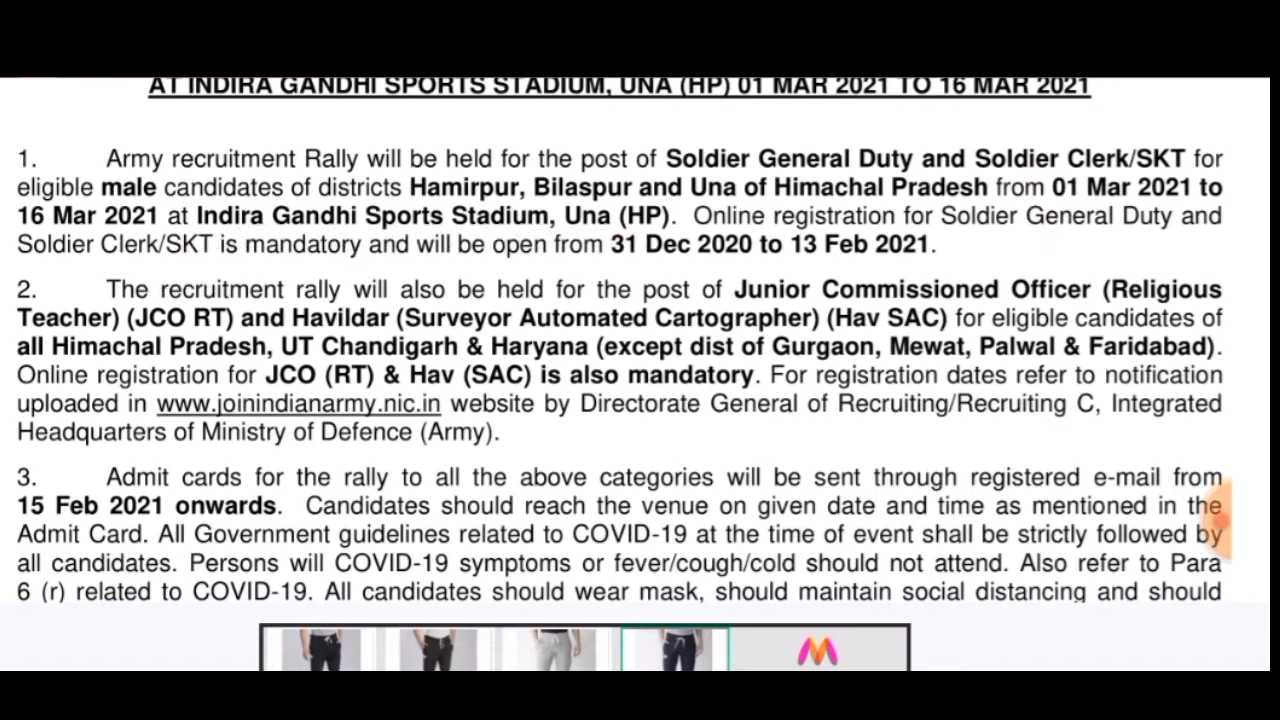 AT INDIRA GANDHI SPORTS STADIUM, UNA (HP) 01 MAR 2021 TO 16 MAR 2021
1. Army recruitment Rally will be held for the post of Soldier General Duty and Soldier Clerk/SKT for
eligible male candidates of districts Hamirpur, Bilaspur and Una of Himachal Pradesh from 01 Mar 2021 to
16 Mar 2021 at Indira Gandhi Sports Stadium, Una (HP). Online registration for Soldier General Duty and
Soldier Clerk/SKT is mandatory and will be open from 31 Dec 2020 to 13 Feb 2021.
2. The recruitment rally will also be held for the post of Junior Commissioned Officer (Religious
Teacher) (JCO RT) and Havildar (Surveyor Automated Cartographer) (Hav SAC) for eligible candidates of
all Himachal Pradesh, UT Chandigarh & Haryana (except dist of Gurgaon, Mewat, Palwal & Faridabad).
Online registration for JCO (RT) & Hav (SAC) is also mandatory. For registration dates refer to notification
uploaded in www.joinindianarmy.nic.in website by Directorate General of Recruiting/Recruiting C, Integrated
Headquarters of Ministry of Defence (Army).
3. Admit cards for the rally to all the above categories will be sent through registered e-mail from
15 Feb 2021 onwards. Candidates should reach the venue on given date and time as mentioned in the
Admit Card. All Government guidelines related to COVID-19 at the time of event shall be strictly followed by
all candidates. Persons will COVID-19 symptoms or fever/cough/cold should not attend. Also refer to Para
6 (r) related to COVID-19. All candidates should wear mask, should maintain social distancing and should